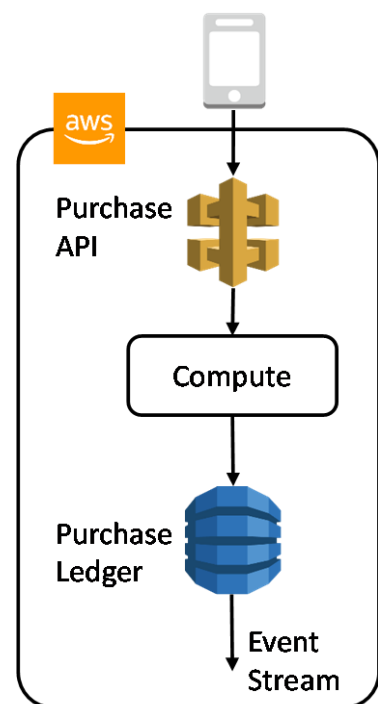 aws
Purchase
API
Compute
Purchase
Ledger
Event
Stream